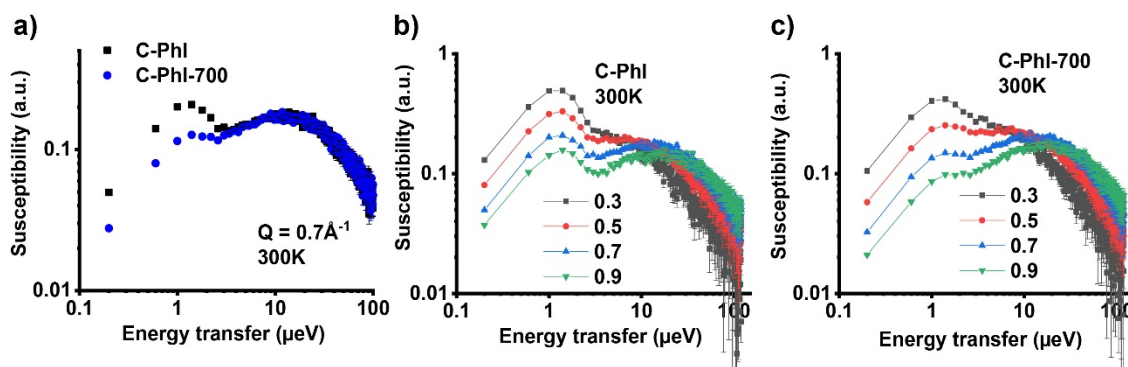 a)
C-PhI
C-PhI-700
Susceptibility (a.u.)
0.1
0.01
0.1
1
10
100
Q = 0.7Å⁻¹
300K
Energy transfer (μeV)
b)
C-PhI
300K
Susceptibility (a.u.)
1
0.1
0.01
0.1
1
10
100
0.3
0.5
0.7
0.9
Energy transfer (μeV)
c)
C-PhI-700
300K
Susceptibility (a.u.)
1
0.1
0.01
0.1
1
10
100
0.3
0.5
0.7
0.9
Energy transfer (μeV)